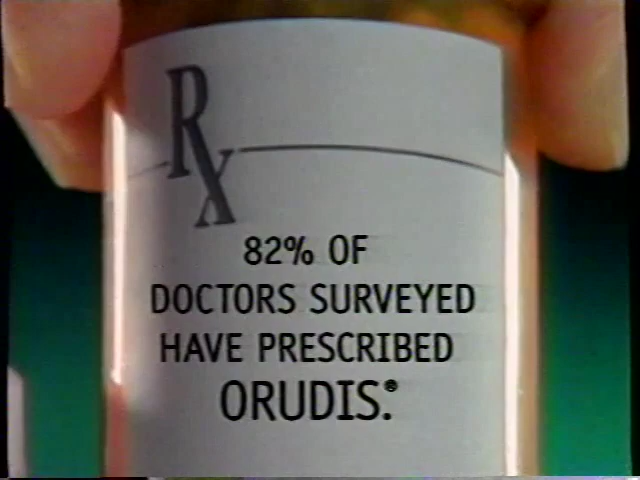 Rx
82% OF
DOCTORS SURVEYED
HAVE PRESCRIBED
ORUDIS.®